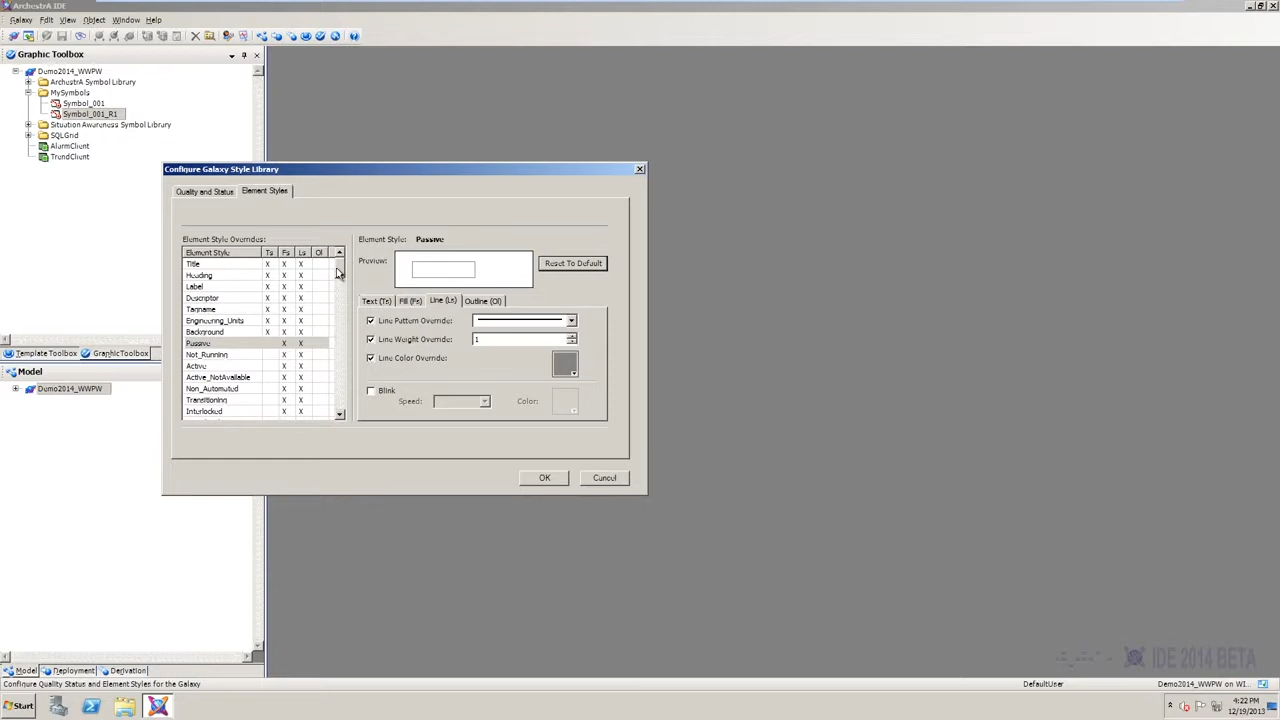 ArchestrA IDE
Galaxy Edit View Object Window Help
Graphic Toolbox
Demo2014_WWPW
ArchestrA Symbol Library
MySymbols
Symbol_001
Symbol_001_R1
Situation Awareness Symbol Library
SQLGrid
AlarmClient
TrendClient
Template Toolbox Graphic Toolbox
Model
Demo2014_WWPW
Configure Galaxy Style Library
Quality and Status Element Styles
Element Style Overrides:
Element Style Ts Fs Ls Ol
Title X X X
Heading X X X
Label X X X
Descriptor X X X
Tagname X X X
Engineering_Units X X X
Background X X X
Passive X X
Not_Running X X
Active X X
Active_NotAvailable X X
Non_Automated X X
Transitioning X X
Interlocked X X
Element Style: Passive
Preview:
Reset To Default
Text (Ts) Fill (Fs) Line (Ls) Outline (Ol)
Line Pattern Override:
Line Weight Override: 1
Line Color Override:
Blink
Speed: Color:
OK Cancel
IDE 2014 BETA
Model Deployment Derivation
Configure Quality Status and Element Styles for the Galaxy DefaultUser Demo2014_WWPW on WI...
Start
4:22 PM
12/19/2013